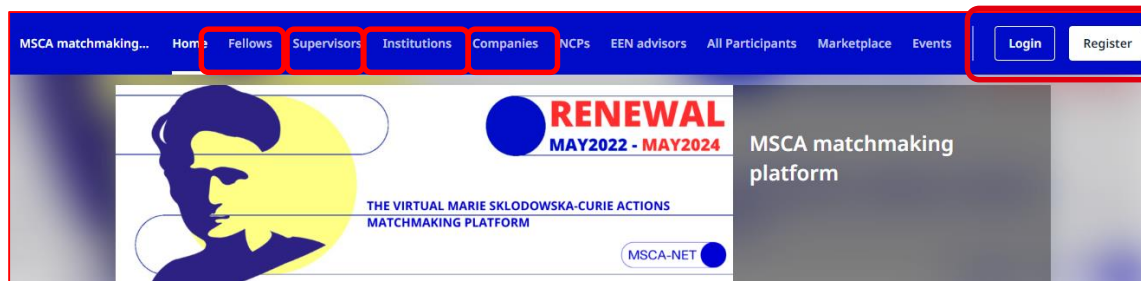 MSCA matchmaking... Home Fellows Supervisors Institutions Companies NCPs EEN advisors All Participants Marketplace Events Login Register
RENEWAL
MAY2022 - MAY2024
MSCA matchmaking
platform
THE VIRTUAL MARIE SKLODOWSKA-CURIE ACTIONS
MATCHMAKING PLATFORM
MSCA-NET